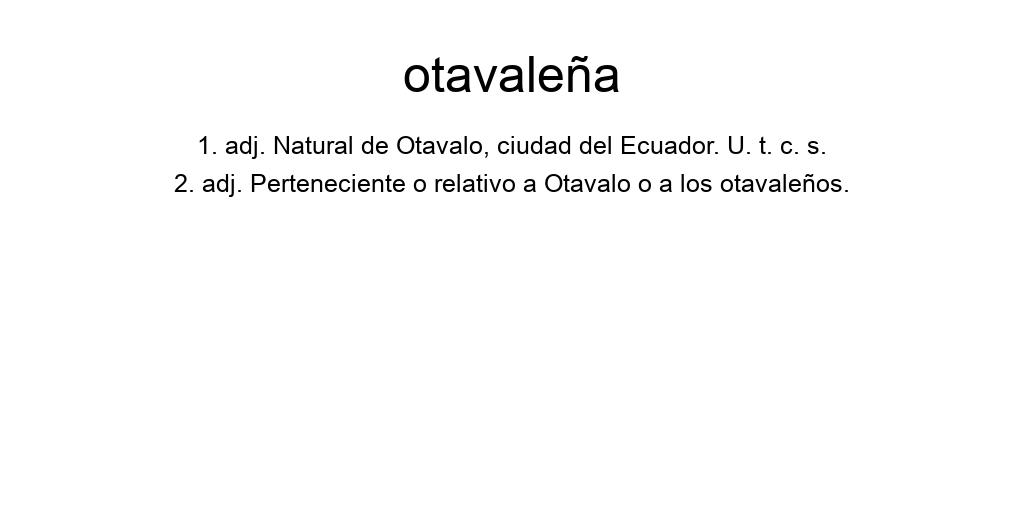 otavaleña
1. adj. Natural de Otavalo, ciudad del Ecuador. U. t. c. s.
2. adj. Perteneciente o relativo a Otavalo o a los otavaleños.